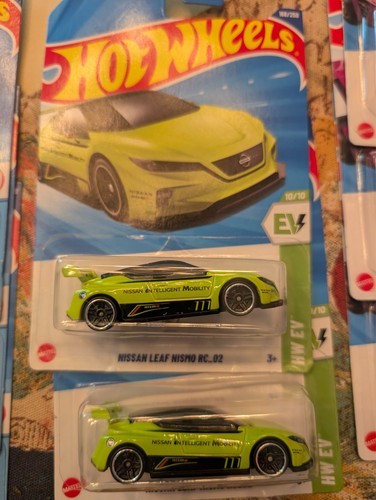 HOT WHEELS
10/10
EV
NISSAN INTELLIGENT MOBILITY
NISSAN LEAF NISMO RC_02
3+
HW EV
/10
NISSAN INTELLIGENT MOBILITY
HW EV